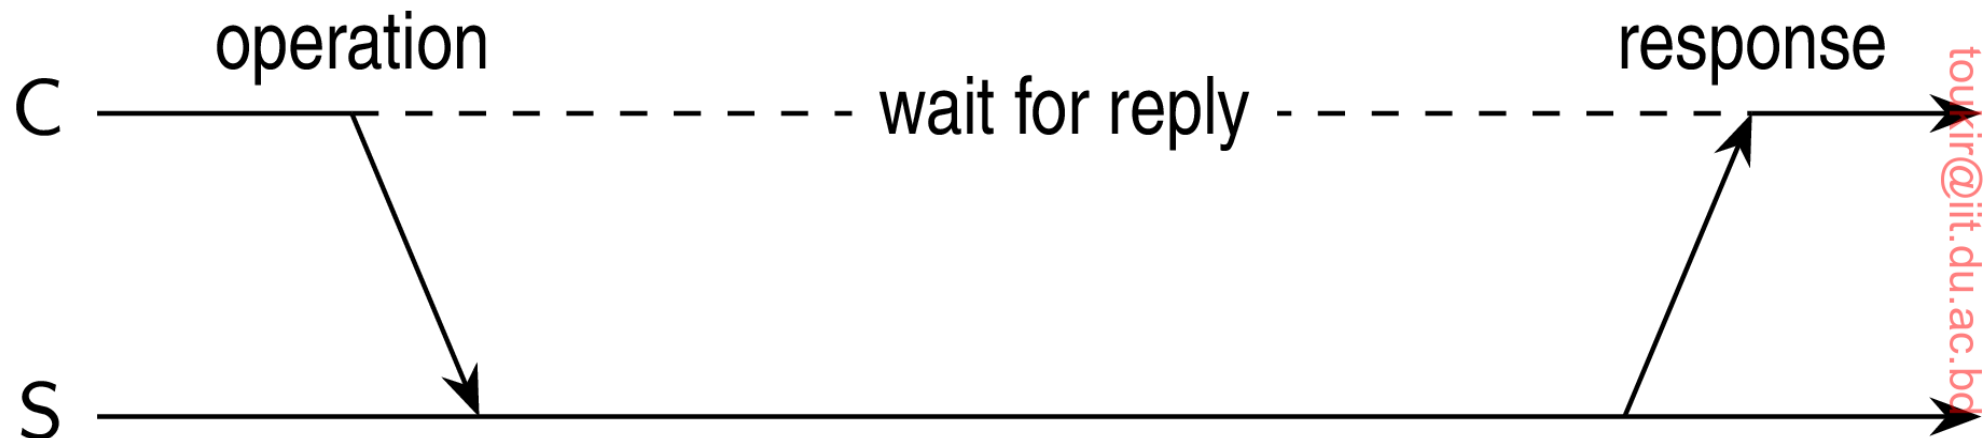 operation
response
C
wait for reply
S
toukir@iit.du.ac.bd